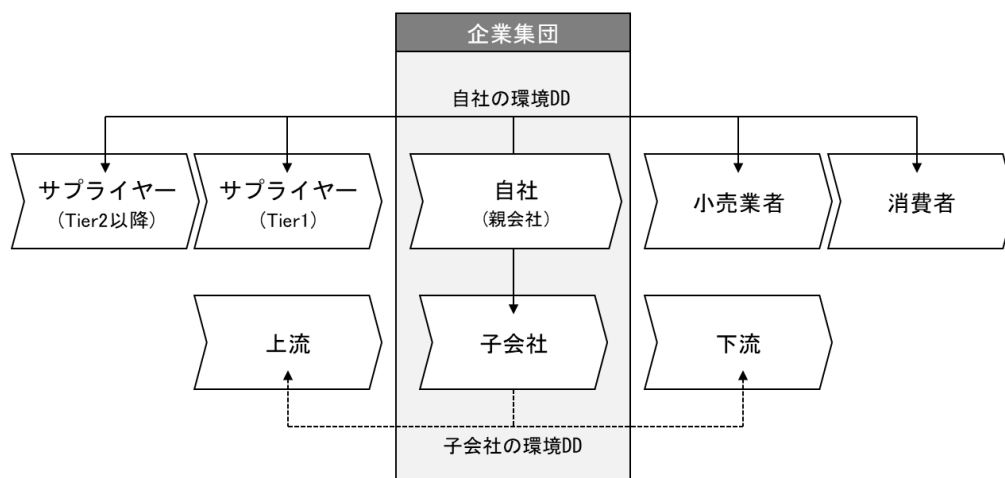 企業集団
自社の環境DD
サプライヤー
(Tier2以降)
サプライヤー
(Tier1)
自社
(親会社)
小売業者
消費者
上流
子会社
下流
子会社の環境DD